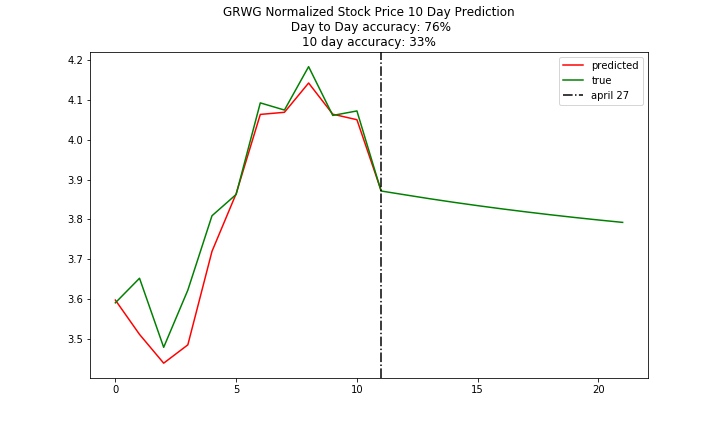 GRWG Normalized Stock Price 10 Day Prediction
Day to Day accuracy: 76%
10 day accuracy: 33%
predicted
true
april 27
4.2
4.1
4.0
3.9
3.8
3.7
3.6
3.5
0 5 10 15 20